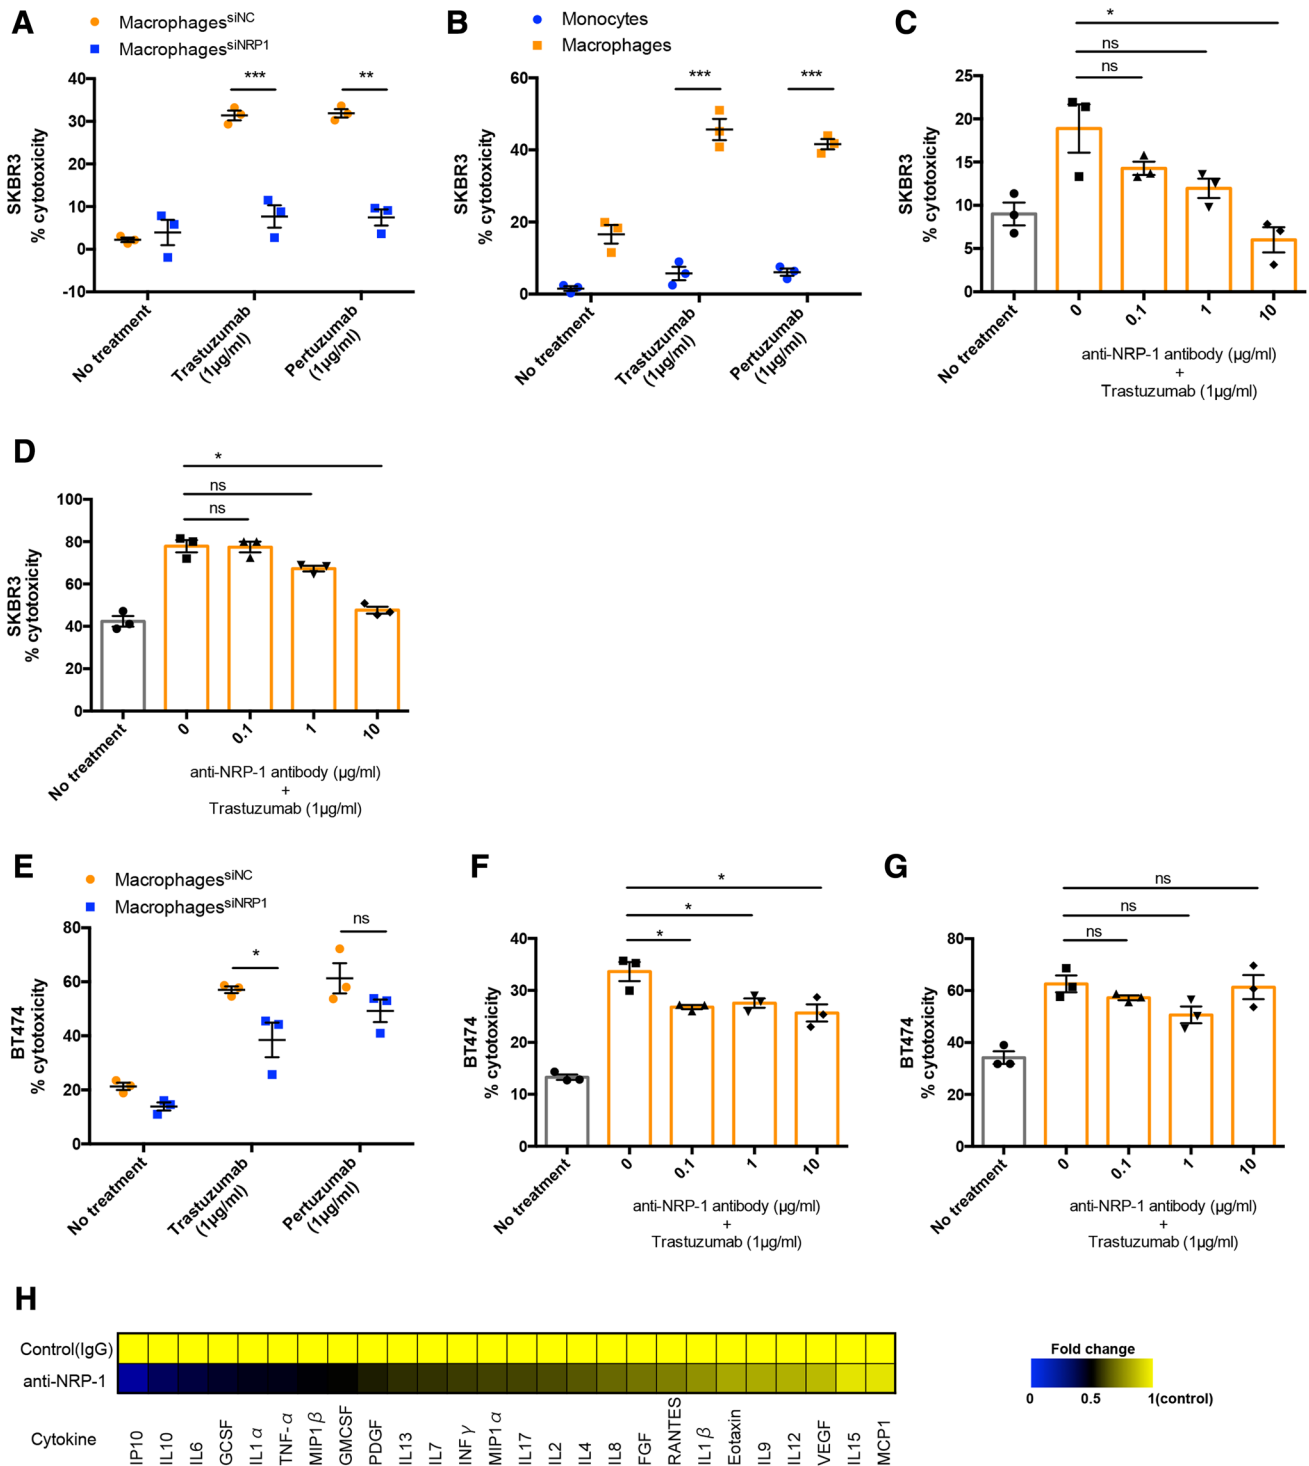 A
Macrophages^siNC
Macrophages^siNRP1
SKBR3
% cytotoxicity
40
30
20
10
0
-10
***
**
No treatment
Trastuzumab
(1μg/ml)
Pertuzumab
(1μg/ml)
B
Monocytes
Macrophages
SKBR3
% cytotoxicity
60
40
20
0
***
***
No treatment
Trastuzumab
(1μg/ml)
Pertuzumab
(1μg/ml)
C
*
ns
ns
SKBR3
% cytotoxicity
25
20
15
10
5
0
No treatment
0
0.1
1
10
anti-NRP-1 antibody (μg/ml)
+
Trastuzumab (1μg/ml)
D
*
ns
ns
SKBR3
% cytotoxicity
100
80
60
40
20
0
No treatment
0
0.1
1
10
anti-NRP-1 antibody (μg/ml)
+
Trastuzumab (1μg/ml)
E
Macrophages^siNC
Macrophages^siNRP1
BT474
% cytotoxicity
80
60
40
20
0
*
ns
No treatment
Trastuzumab
(1μg/ml)
Pertuzumab
(1μg/ml)
F
*
*
*
BT474
% cytotoxicity
40
30
20
10
0
No treatment
0
0.1
1
10
anti-NRP-1 antibody (μg/ml)
+
Trastuzumab (1μg/ml)
G
ns
ns
ns
BT474
% cytotoxicity
80
60
40
20
0
No treatment
0
0.1
1
10
anti-NRP-1 antibody (μg/ml)
+
Trastuzumab (1μg/ml)
H
Control(IgG)
anti-NRP-1
Cytokine
IP10
IL10
IL6
GCSF
IL1α
TNF-α
MIP1β
GMCSF
PDGF
IL13
IL7
INFγ
MIP1α
IL17
IL2
IL4
IL8
FGF
RANTES
IL1β
Eotaxin
IL9
IL12
VEGF
IL15
MCP1
Fold change
0
0.5
1(control)